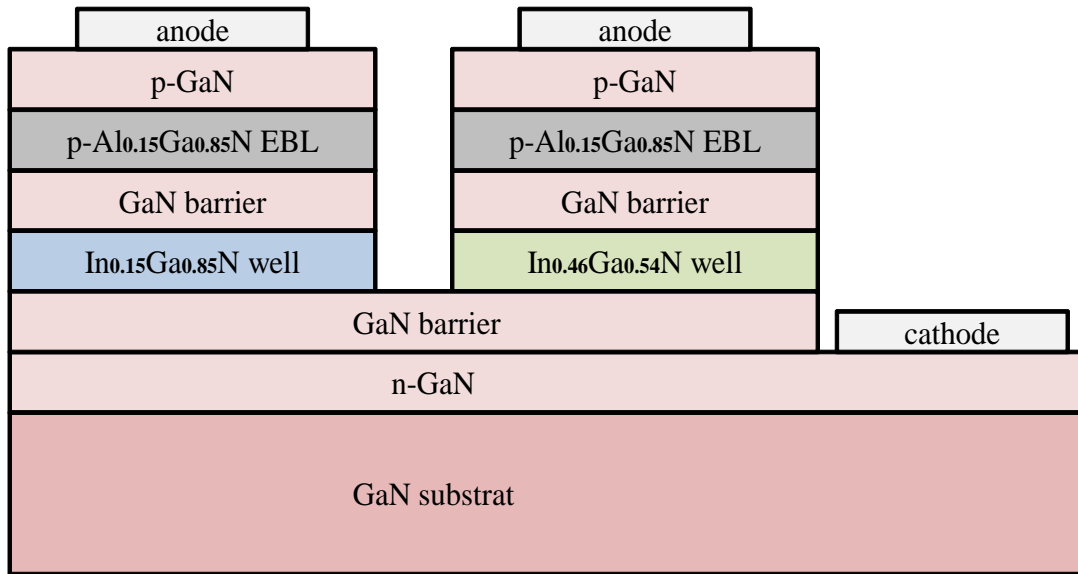 anode
anode
p-GaN
p-GaN
p-Al0.15Ga0.85N EBL
p-Al0.15Ga0.85N EBL
GaN barrier
GaN barrier
In0.15Ga0.85N well
In0.46Ga0.54N well
GaN barrier
cathode
n-GaN
GaN substrat